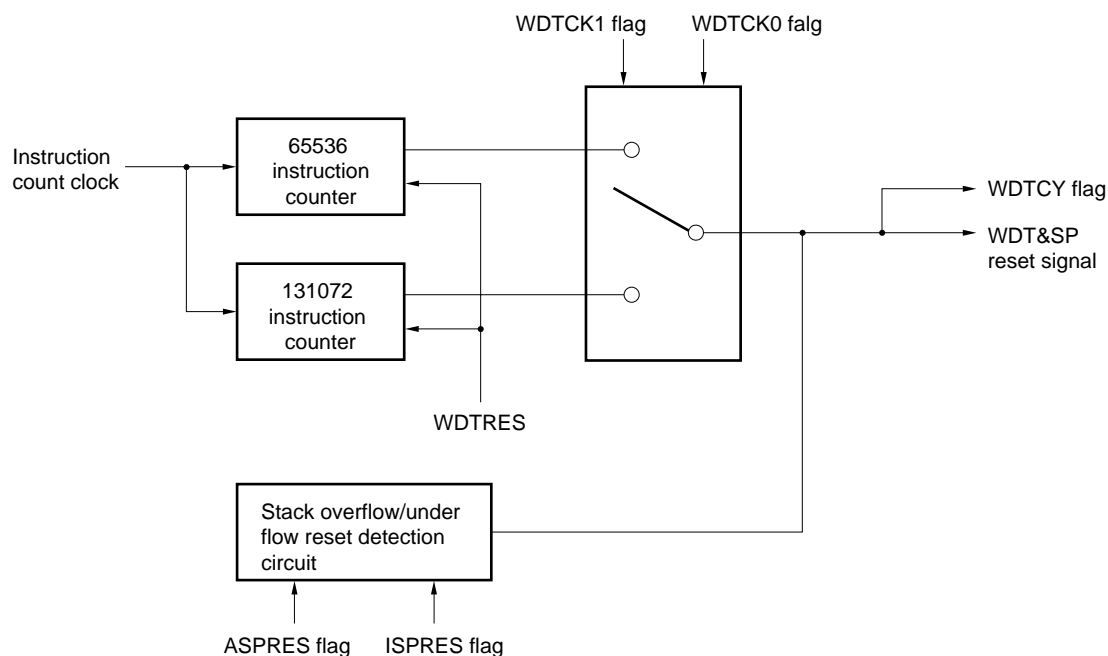 WDTCK1 flag
WDTCK0 falg
Instruction
count clock
65536
instruction
counter
WDTCY flag
WDT&SP
reset signal
131072
instruction
counter
WDTRES
Stack overflow/under
flow reset detection
circuit
ASPRES flag
ISPRES flag